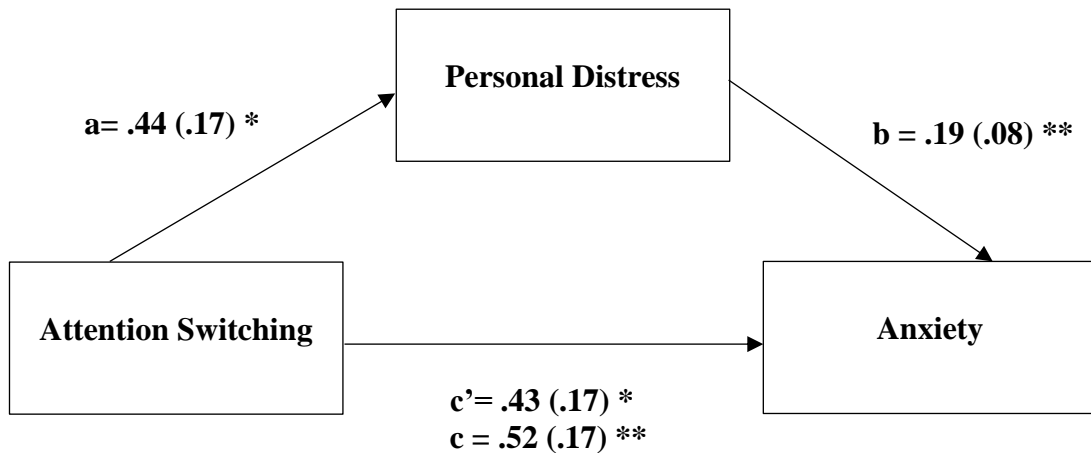 Personal Distress
a= .44 (.17) *
b = .19 (.08) **
Attention Switching
Anxiety
c’= .43 (.17) *
c = .52 (.17) **